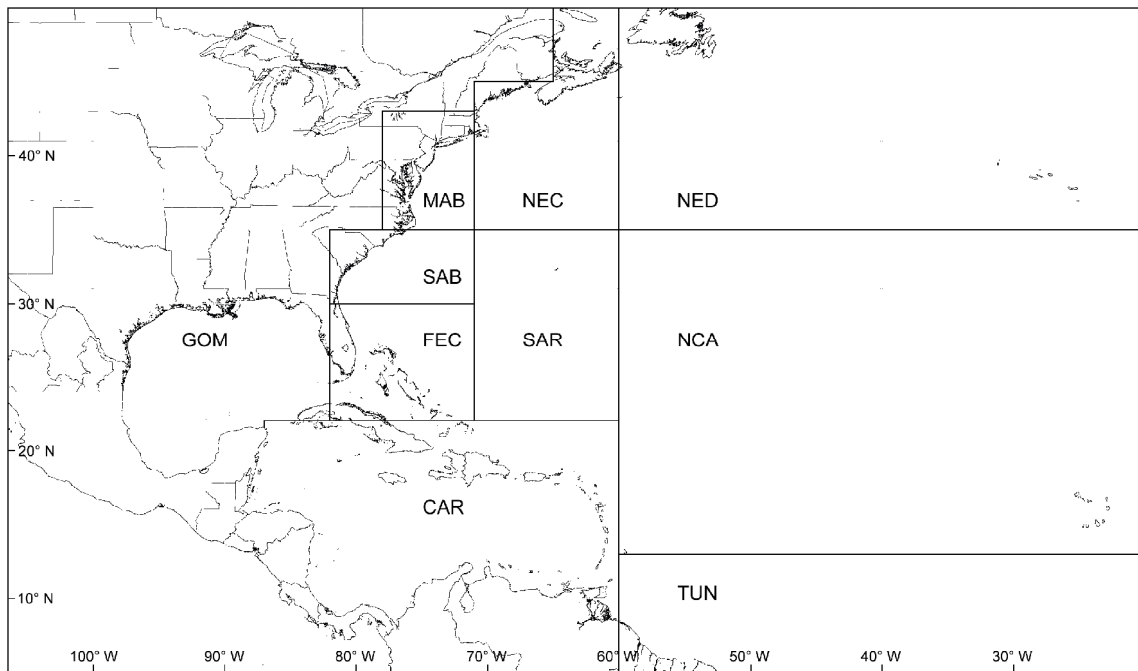 40° N
MAB NEC NED
SAB
30° N
GOM FEC SAR NCA
20° N
CAR
10° N TUN
100° W 90° W 80° W 70° W 60° W 50° W 40° W 30° W